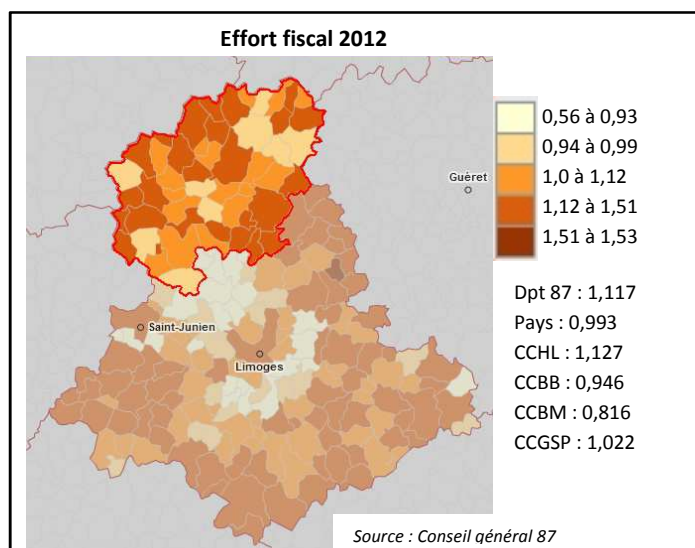 Effort fiscal 2012
0,56 à 0,93
0,94 à 0,99
1,0 à 1,12
1,12 à 1,51
1,51 à 1,53
Guéret
Saint-Junien
Limoges
Dpt 87 : 1,117
Pays : 0,993
CCHL : 1,127
CCBB : 0,946
CCBM : 0,816
CCGSP : 1,022
Source : Conseil général 87